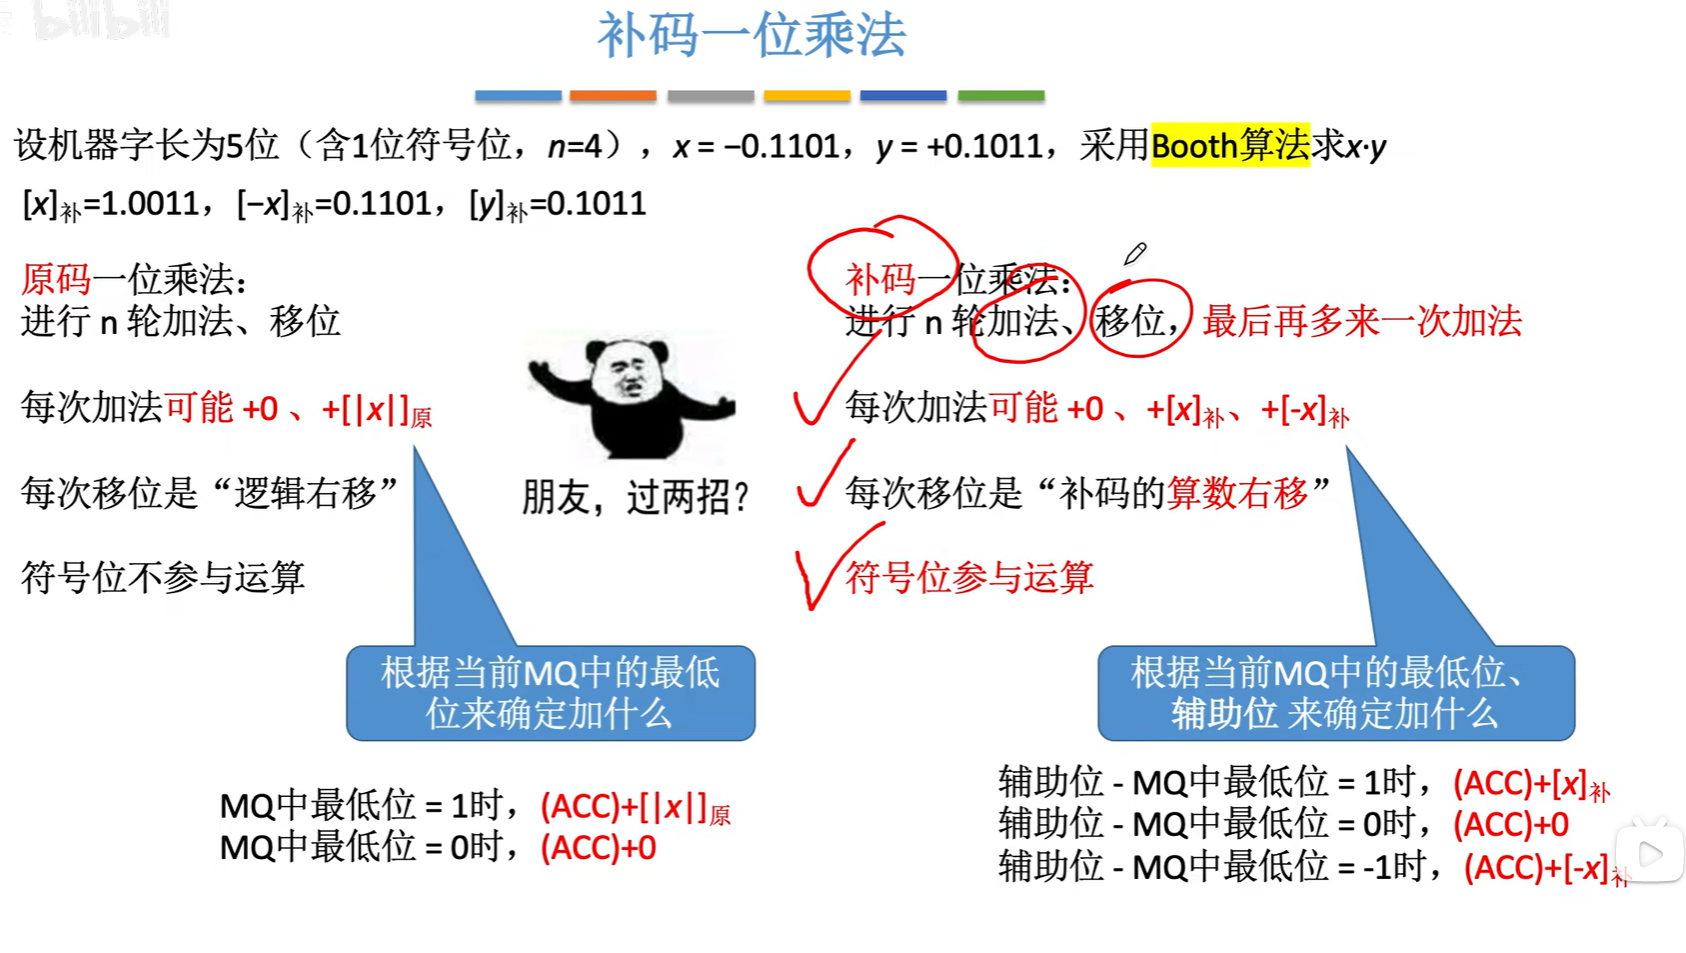 bilibili
补码一位乘法
设机器字长为5位（含1位符号位，n=4），x = −0.1101，y = +0.1011，采用Booth算法求x·y
[x]补=1.0011，[−x]补=0.1101，[y]补=0.1011
原码一位乘法：
进行 n 轮加法、移位
每次加法可能 +0 、+[|x|]原
每次移位是“逻辑右移”
符号位不参与运算
根据当前MQ中的最低
位来确定加什么
MQ中最低位 = 1时，(ACC)+[|x|]原
MQ中最低位 = 0时，(ACC)+0
朋友，过两招？
补码一位乘法：
进行 n 轮加法、移位，最后再多来一次加法
每次加法可能 +0 、+[x]补、+[-x]补
每次移位是“补码的算数右移”
符号位参与运算
根据当前MQ中的最低位、
辅助位 来确定加什么
辅助位 - MQ中最低位 = 1时，(ACC)+[x]补
辅助位 - MQ中最低位 = 0时，(ACC)+0
辅助位 - MQ中最低位 = -1时，(ACC)+[-x]补